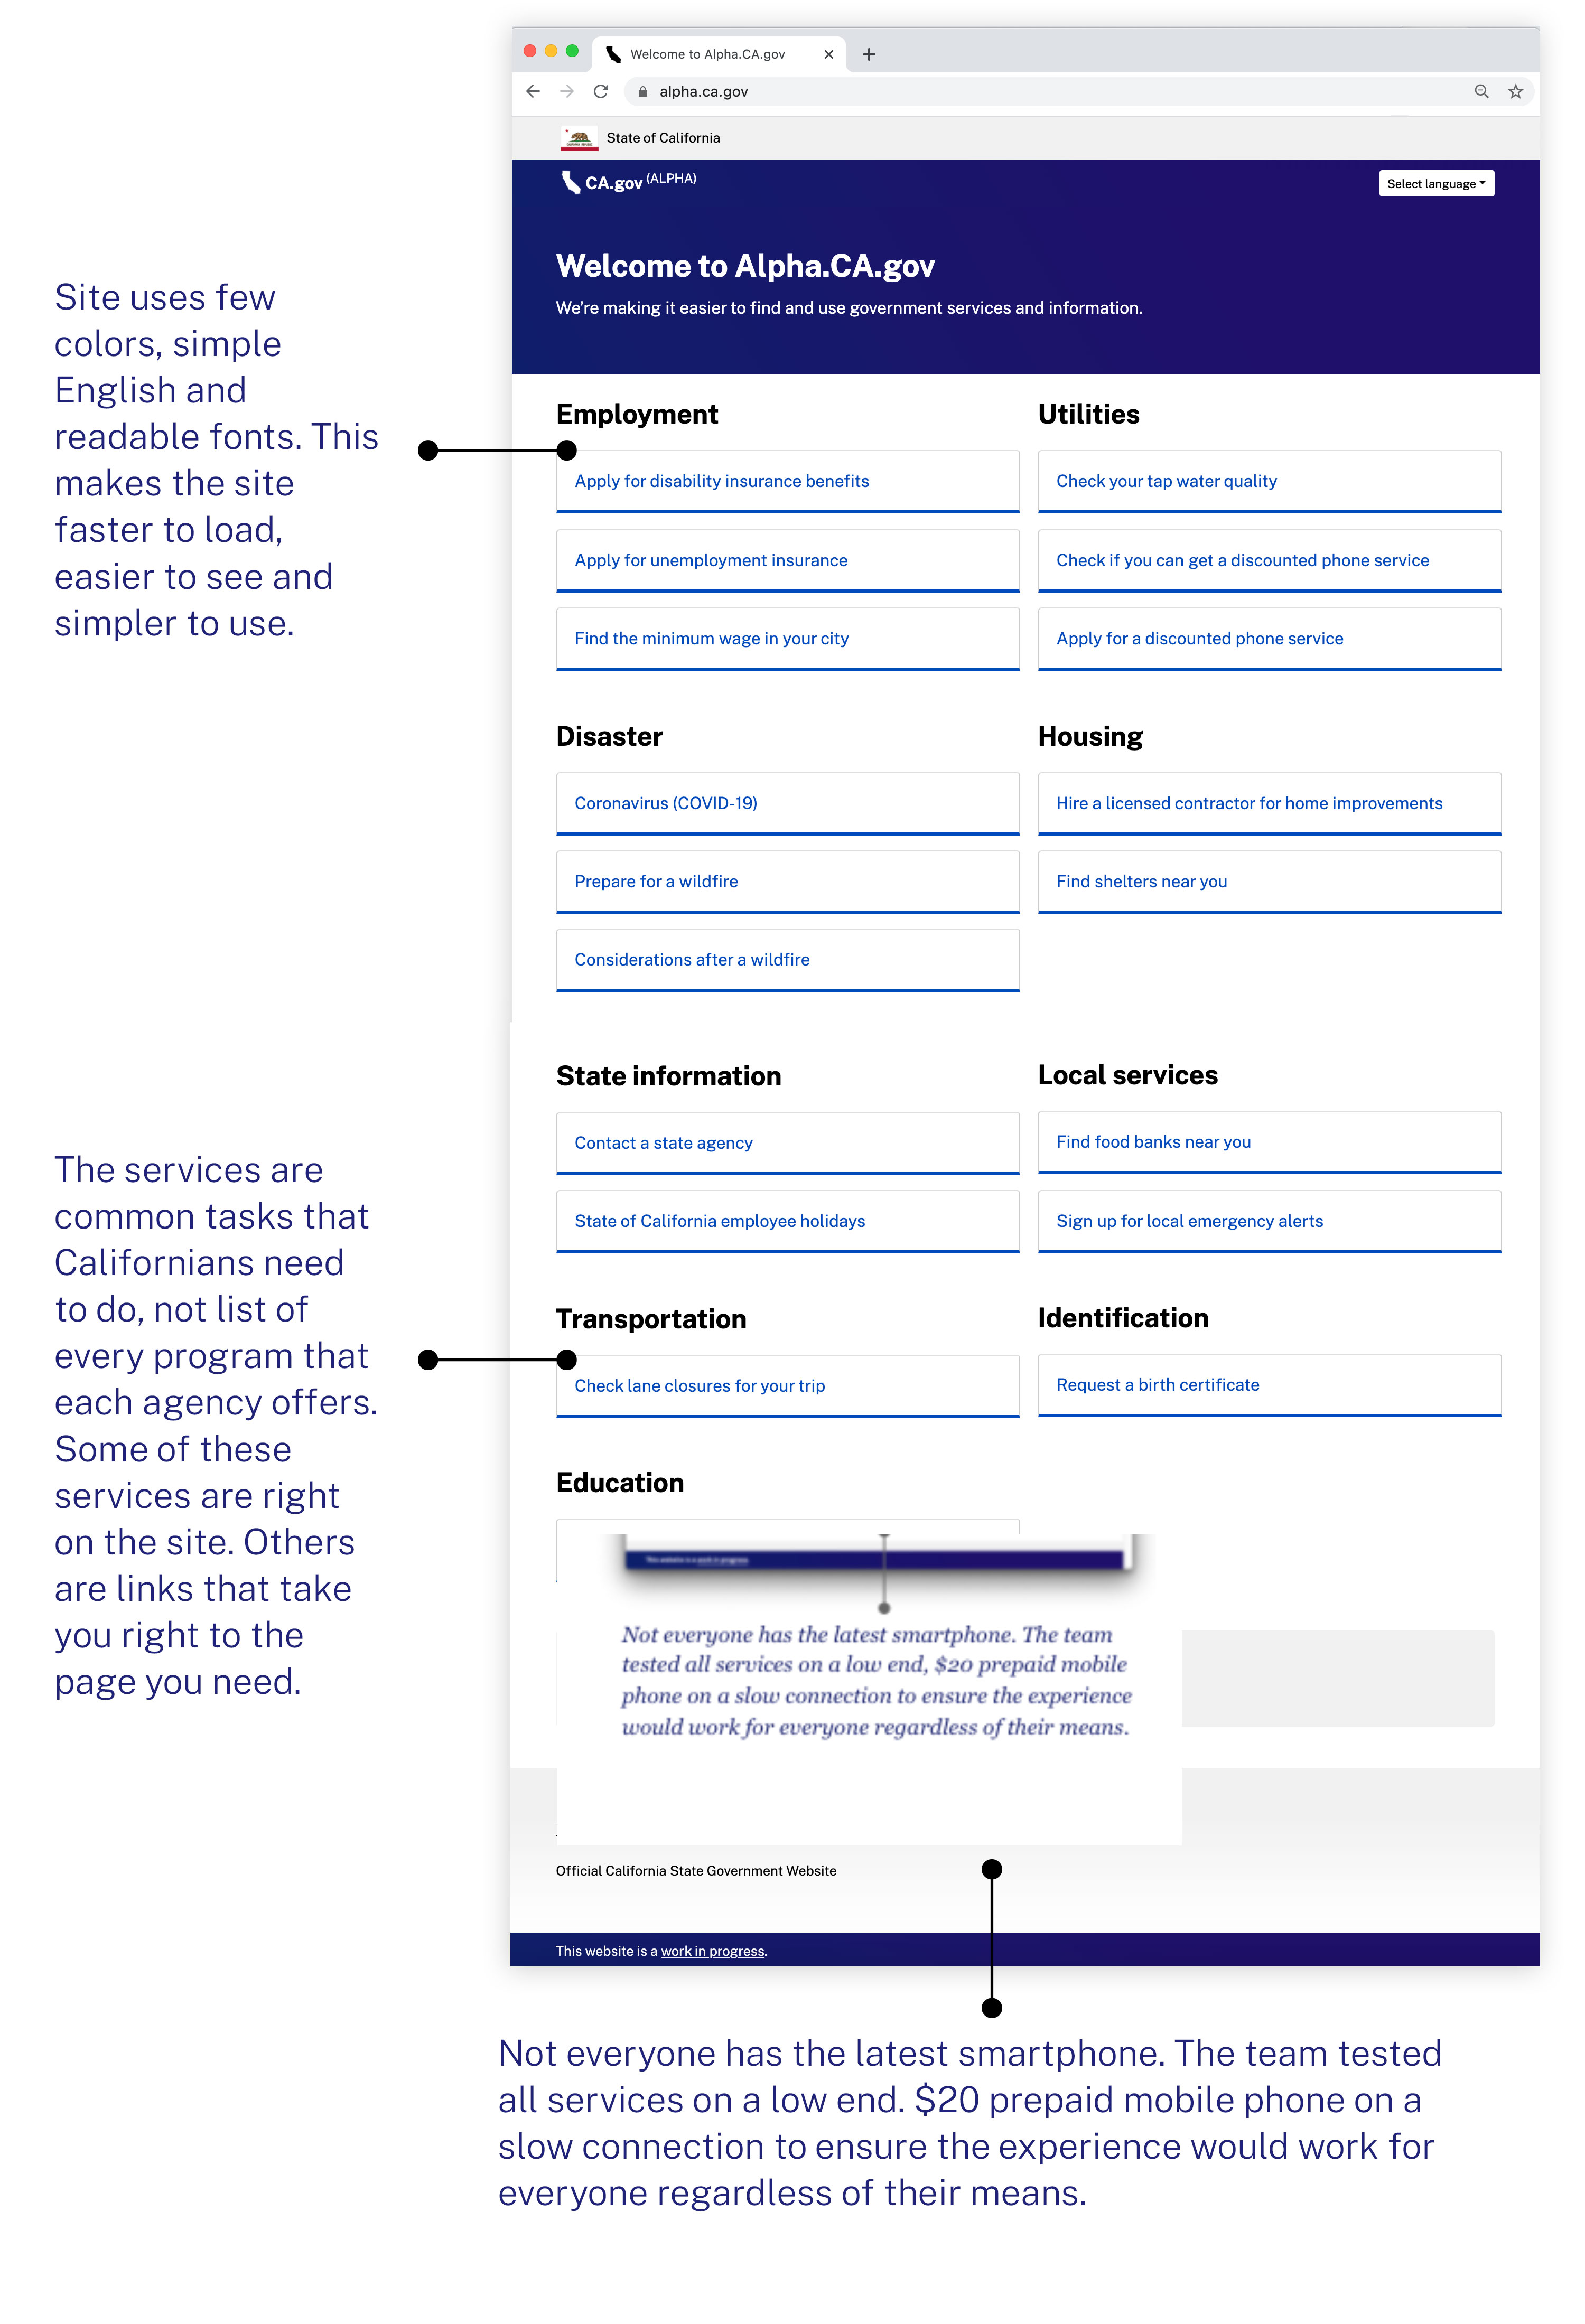 Welcome to Alpha.CA.gov
alpha.ca.gov
State of California
CA.gov (ALPHA)
Select language
Welcome to Alpha.CA.gov
We're making it easier to find and use government services and information.
Site uses few
colors, simple
English and
readable fonts. This
makes the site
faster to load,
easier to see and
simpler to use.
Employment
Apply for disability insurance benefits
Apply for unemployment insurance
Find the minimum wage in your city
Utilities
Check your tap water quality
Check if you can get a discounted phone service
Apply for a discounted phone service
Disaster
Coronavirus (COVID-19)
Prepare for a wildfire
Considerations after a wildfire
Housing
Hire a licensed contractor for home improvements
Find shelters near you
The services are
common tasks that
Californians need
to do, not list of
every program that
each agency offers.
Some of these
services are right
on the site. Others
are links that take
you right to the
page you need.
State information
Contact a state agency
State of California employee holidays
Local services
Find food banks near you
Sign up for local emergency alerts
Transportation
Check lane closures for your trip
Identification
Request a birth certificate
Education
This website is a work in progress
Not everyone has the latest smartphone. The team
tested all services on a low end, $20 prepaid mobile
phone on a slow connection to ensure the experience
would work for everyone regardless of their means.
Official California State Government Website
This website is a work in progress.
Not everyone has the latest smartphone. The team tested
all services on a low end. $20 prepaid mobile phone on a
slow connection to ensure the experience would work for
everyone regardless of their means.